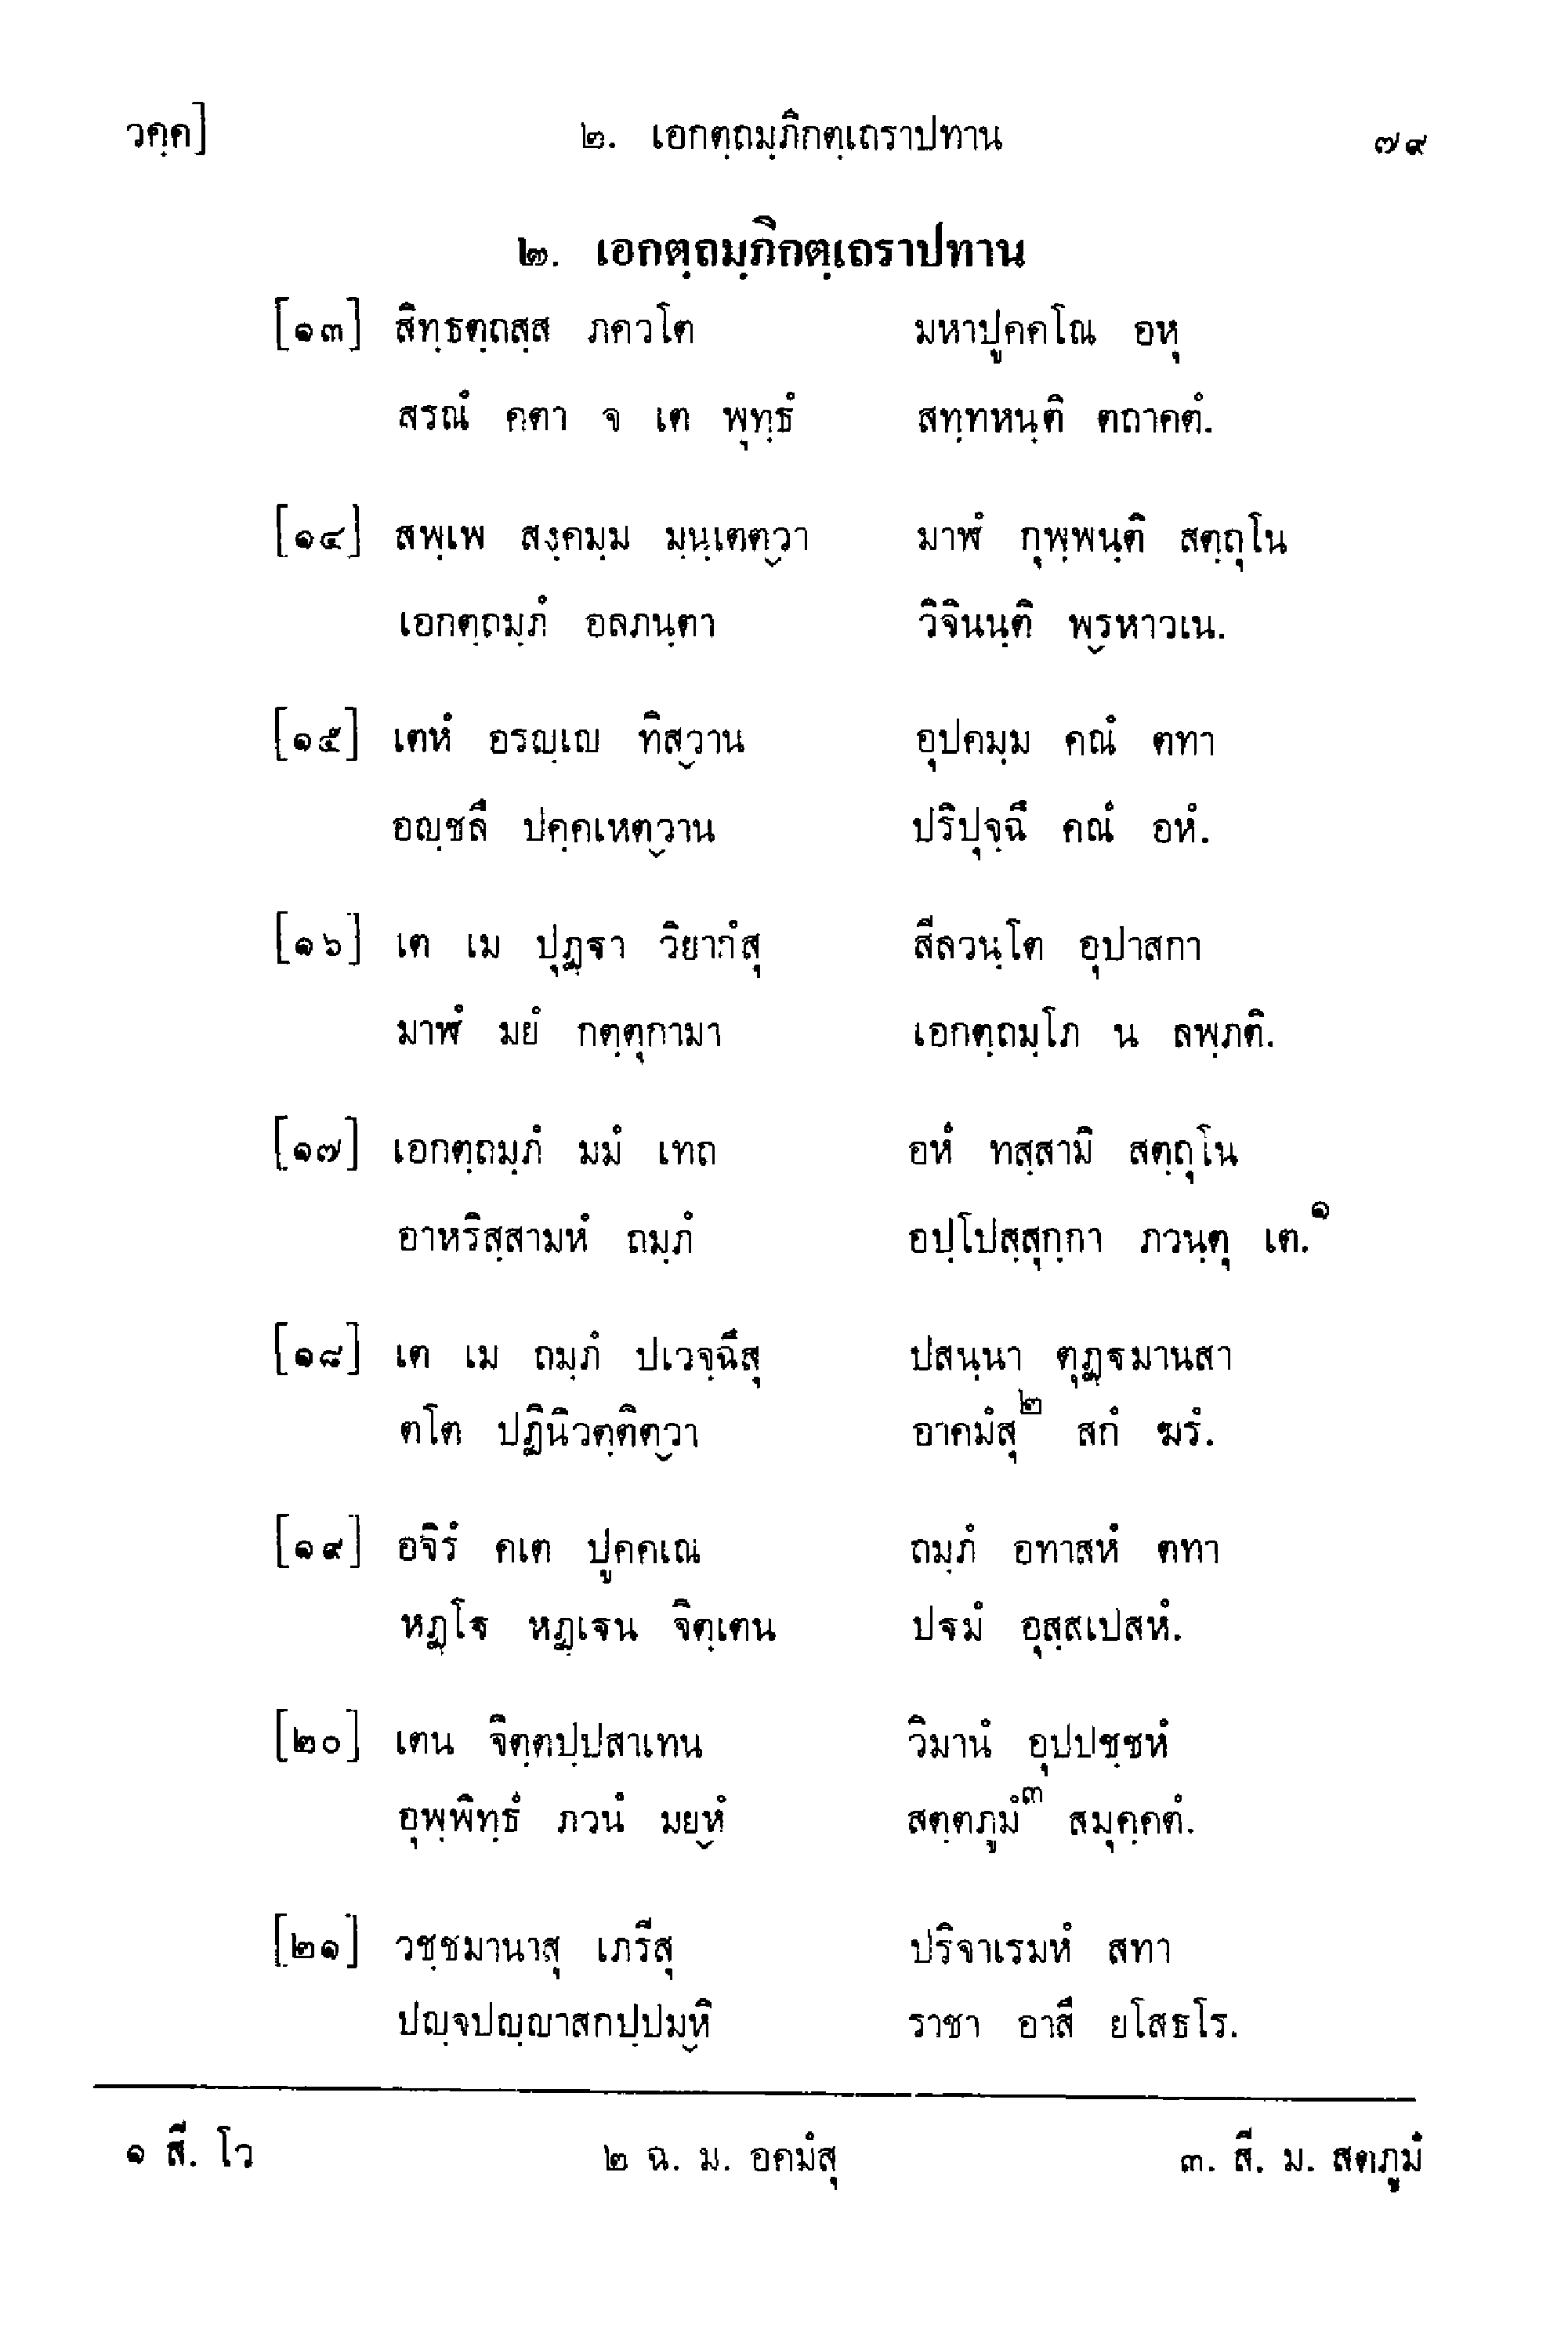 วคฺค] ๒. เอกตฺถมฺภิกตฺเถราปทาน ๗๙
๒. เอกตฺถมฺภิกตฺเถราปทาน
[๑๓] สิทฺธตฺถสฺส ภควโต มหาปูคคโณ อหุ
สรณํ คตา จ เต พุทฺธํ สทฺทหนฺติ ตถาคตํ.
[๑๔] สพฺเพ สงฺคมฺม มฺนฺเตตฺวา มาฬํ กุพฺพนฺติ สตฺถุโน
เอกตฺถมฺภํ อลภนฺตา วิจินนฺติ พฺรหาวเน.
[๑๕] เตหํ อรญฺเญ ทิสฺวาน อุปคมฺม คณํ ตทา
อญฺชลึ ปคฺคเหตฺวาน ปริปุจฺฉึ คณํ อหํ.
[๑๖] เต เม ปุฏฺฐา วิยากํสุ สีลวนฺโต อุปาสกา
มาฬํ มยํ กตฺตุกามา เอกตฺถมฺโภ น ลพฺภติ.
[๑๗] เอกตฺถมฺภํ มมํ เทถ อหํ ทสฺสามิ สตฺถุโน
อาหริสฺสามหํ ถมฺภํ อปฺโปสฺสุกฺกา ภวนฺตุ เต.๑
[๑๘] เต เม ถมฺภํ ปเวจฺฉึสุ ปสนฺนา ตุฏฺฐมานสา
ตโต ปฏินิวตฺติตฺวา อาคมํสุ๒ สกํ ฆรํ.
[๑๙] อจิรํ คเต ปูคคเณ ถมฺภํ อทาสหํ ตทา
หฏฺโฐ หฏฺเฐน จิตฺเตน ปฐมํ อุสฺสเปสหํ.
[๒๐] เตน จิตฺตปฺปสาเทน วิมานํ อุปปชฺชหํ
อุพฺพิทฺธํ ภวนํ มยฺหํ สตฺตภูมํ๓ สมุคฺคตํ.
[๒๑] วชฺชมานาสุ เภรีสุ ปริจาเรมหํ สทา
ปญฺจปญฺญาสกปฺปมฺหิ ราชา อาสึ ยโสธโร.
๑ สี. โว ๒ ฉ. ม. อคมํสุ ๓. สี. ม. สตภูมํ